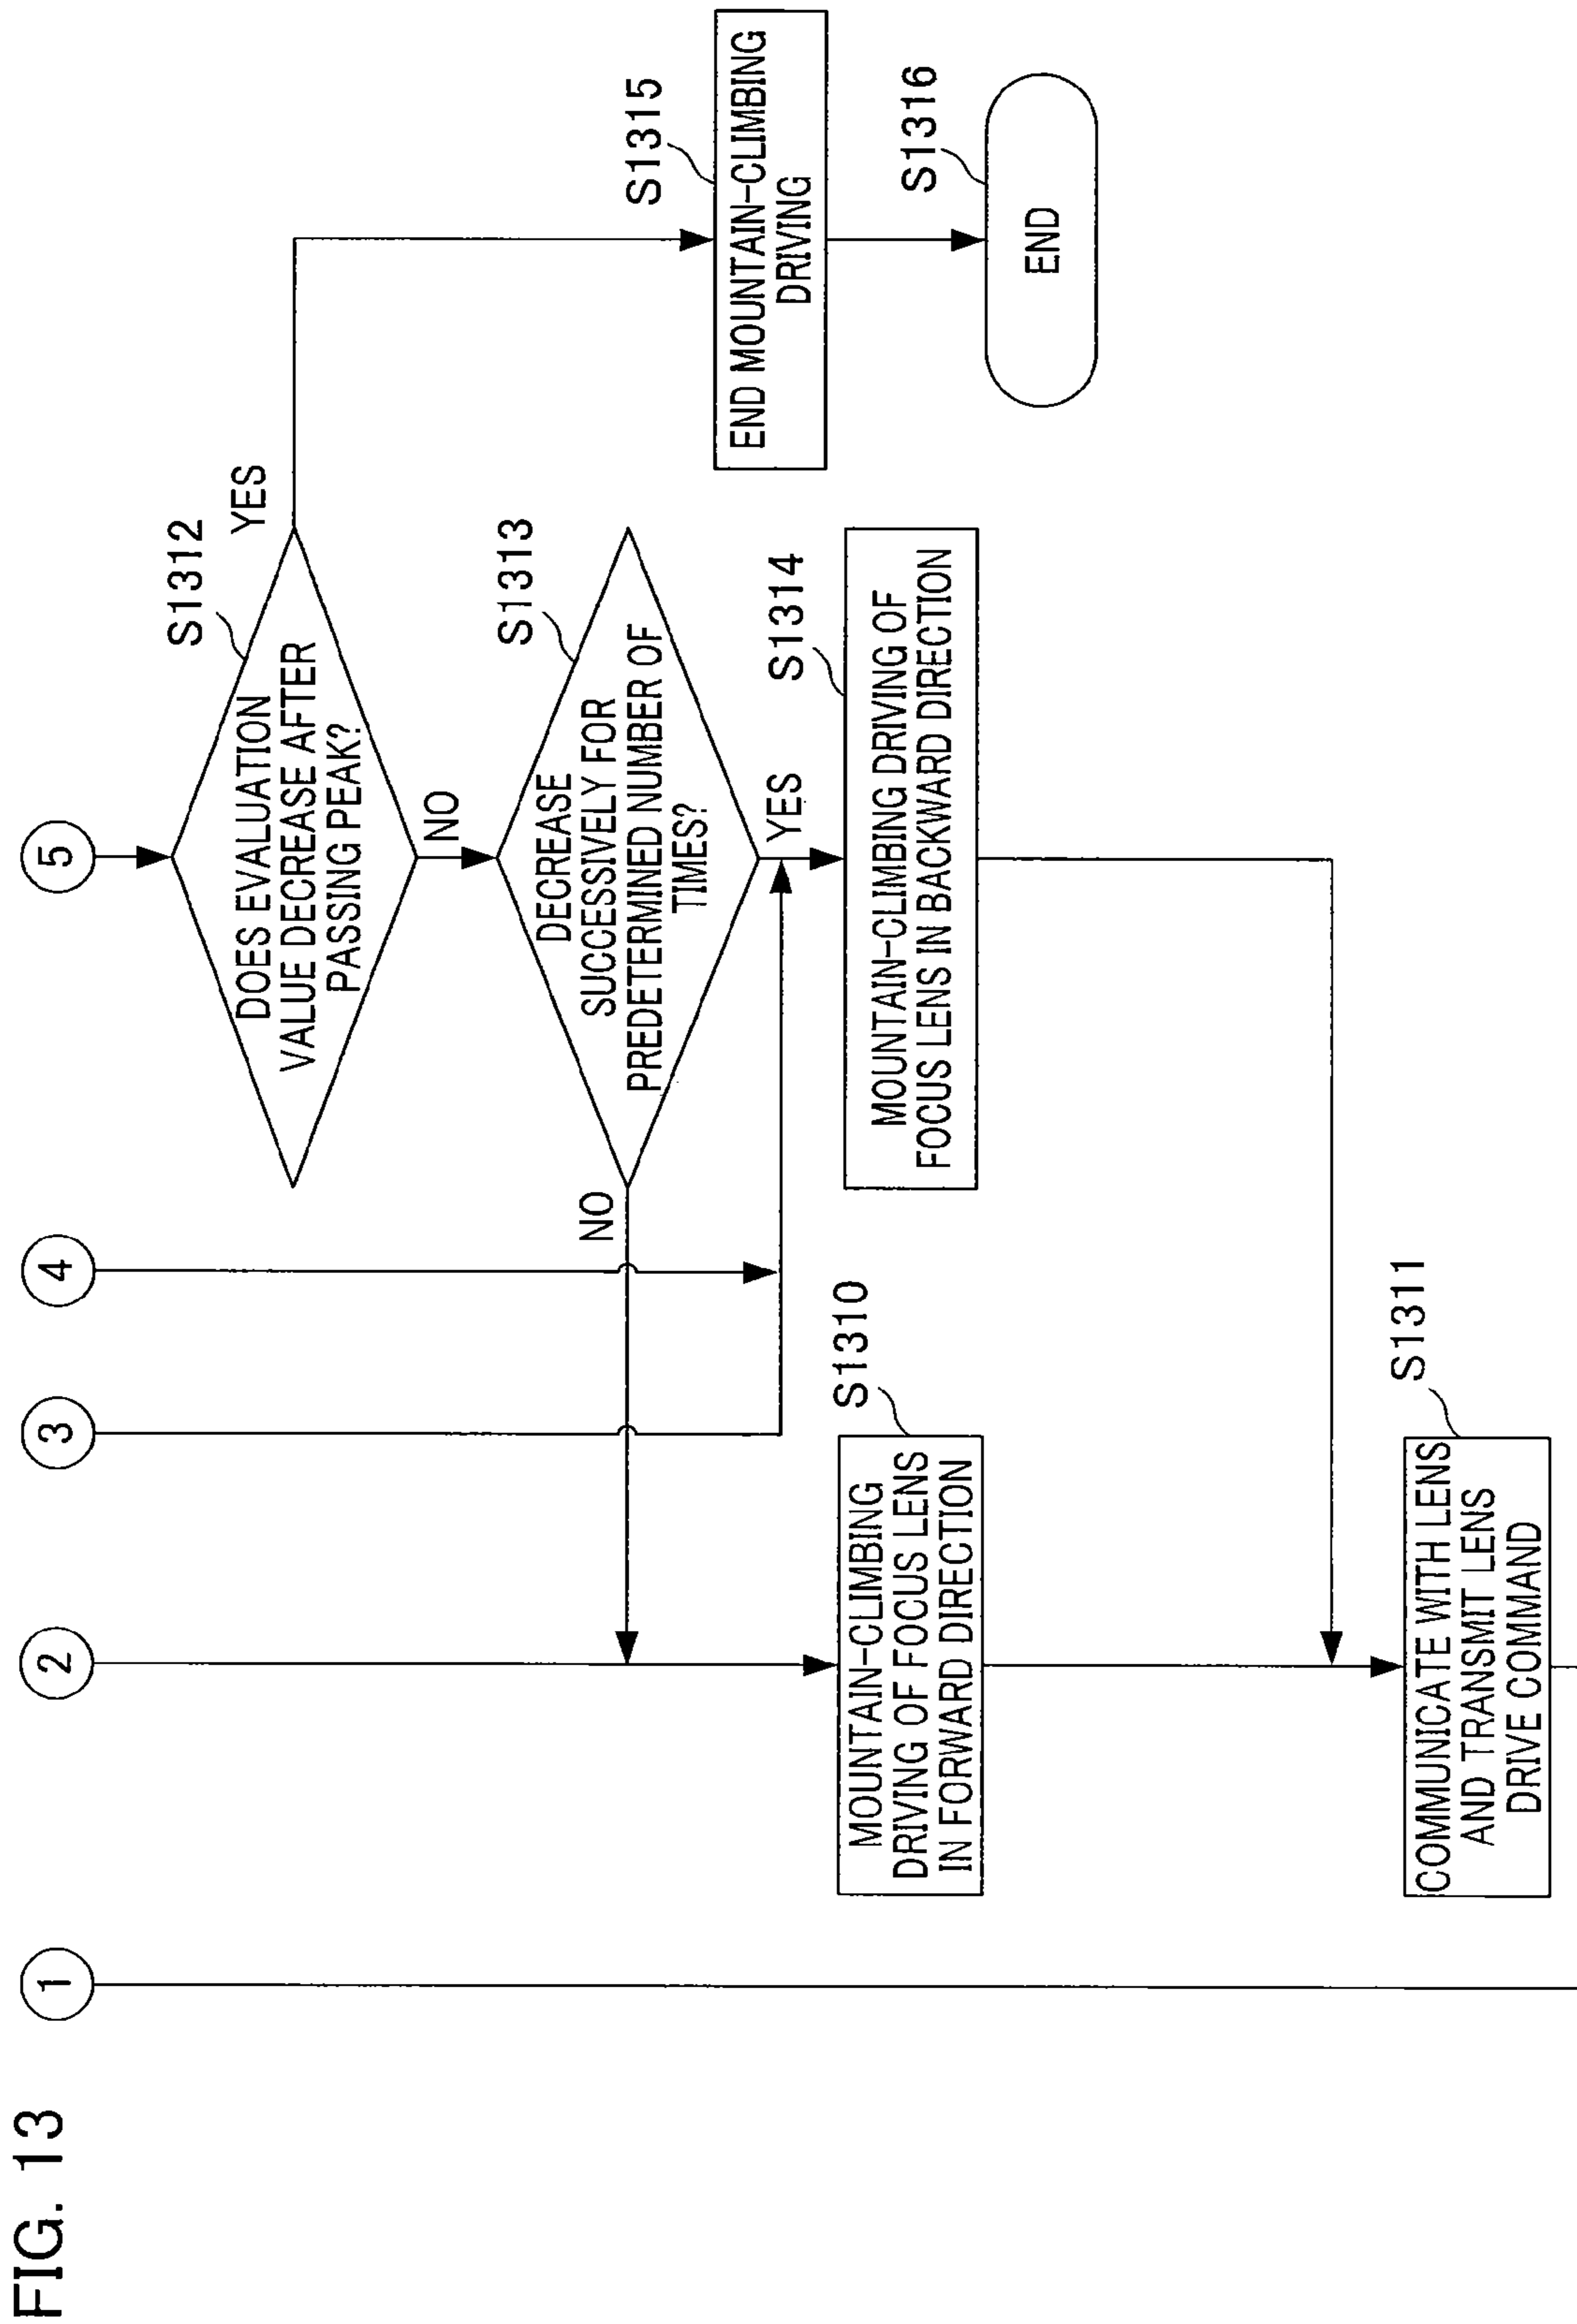 FIG. 13
1
2
3
4
5
S1312
DOES EVALUATION
VALUE DECREASE AFTER
PASSING PEAK?
YES
NO
S1313
DECREASE
SUCCESSIVELY FOR
PREDETERMINED NUMBER OF
TIMES?
NO
YES
S1310
MOUNTAIN-CLIMBING
DRIVING OF FOCUS LENS
IN FORWARD DIRECTION
S1314
MOUNTAIN-CLIMBING DRIVING OF
FOCUS LENS IN BACKWARD DIRECTION
S1315
END MOUNTAIN-CLIMBING
DRIVING
S1316
END
S1311
COMMUNICATE WITH LENS
AND TRANSMIT LENS
DRIVE COMMAND